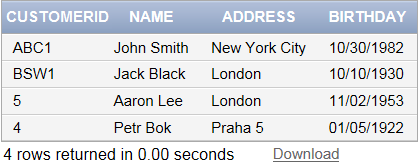 CUSTOMERID NAME ADDRESS BIRTHDAY
ABC1 John Smith New York City 10/30/1982
BSW1 Jack Black London 10/10/1930
5 Aaron Lee London 11/02/1953
4 Petr Bok Praha 5 01/05/1922
4 rows returned in 0.00 seconds Download